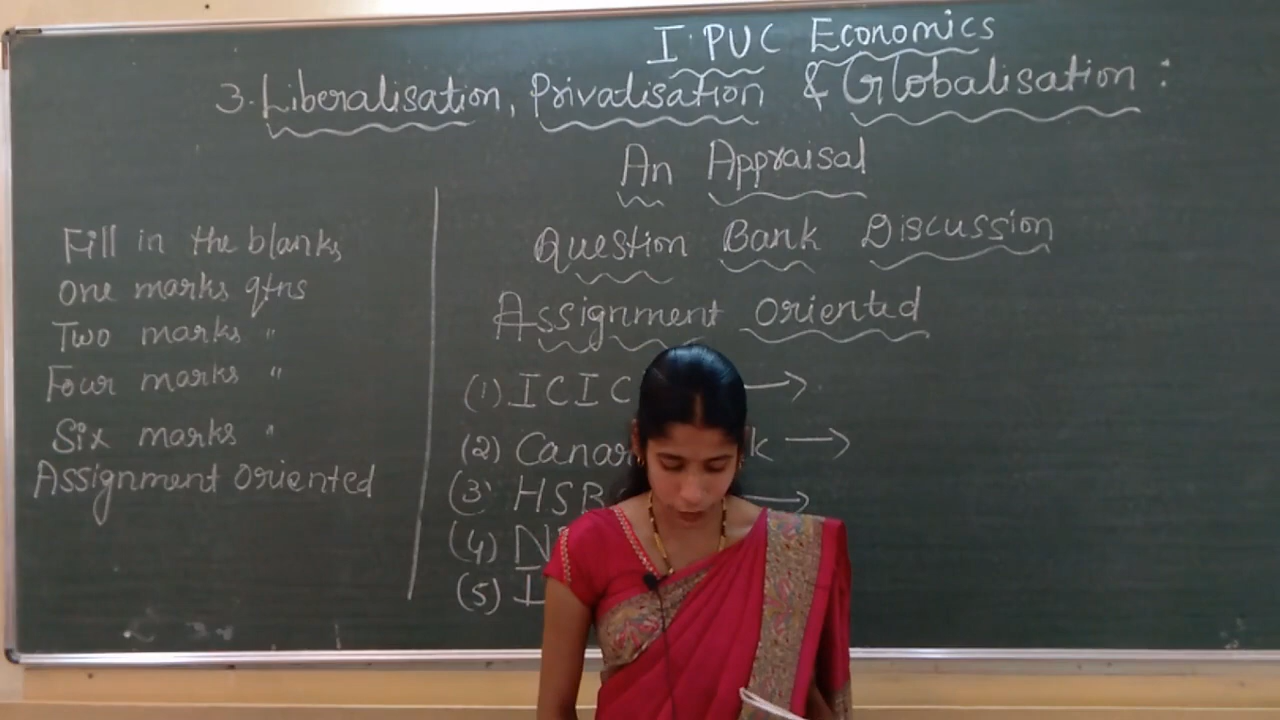 I PUC Economics
3. Liberalisation, Privatisation & Globalisation :
An Appraisal
Question Bank Discussion
Assignment oriented
(1) ICIC →
(2) Canar k →
(3) HSB →
(4) N
(5) I
Fill in the blanks
one marks qtns
Two marks "
Four marks "
Six marks "
Assignment oriented